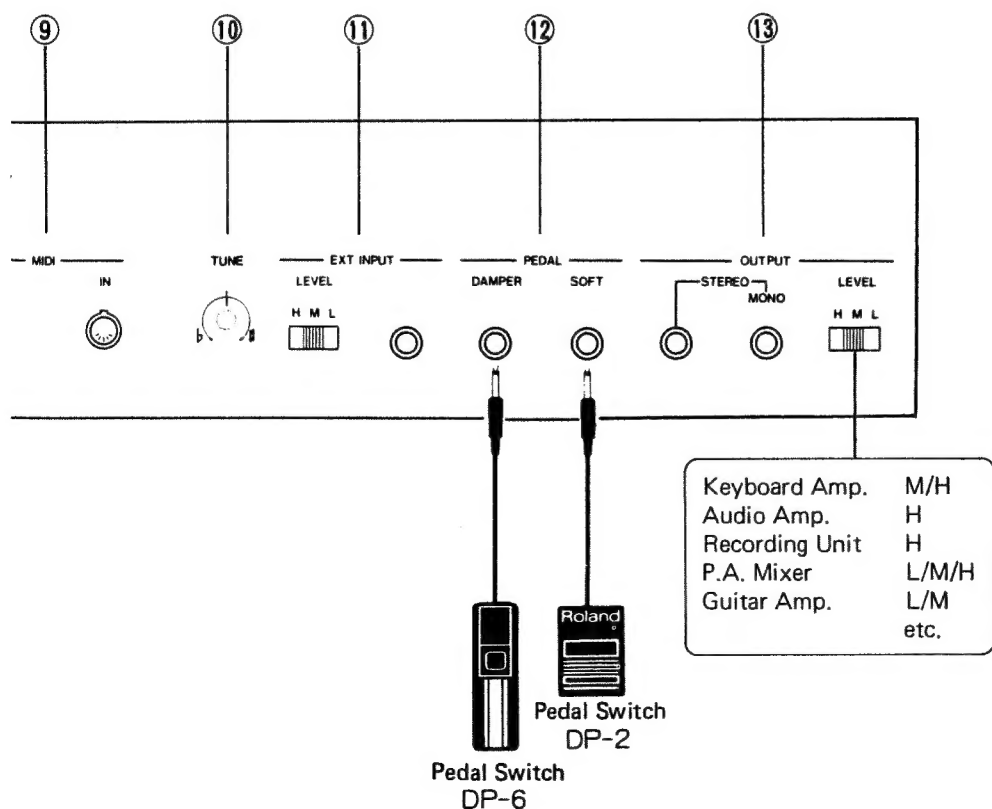 ⑨ ⑩ ⑪ ⑫ ⑬
MIDI TUNE EXT INPUT PEDAL OUTPUT
IN LEVEL DAMPER SOFT STEREO MONO LEVEL
H M L H M L
♭ ♯
Keyboard Amp. M/H
Audio Amp. H
Recording Unit H
P.A. Mixer L/M/H
Guitar Amp. L/M
etc.
Roland
Pedal Switch
DP-2
Pedal Switch
DP-6